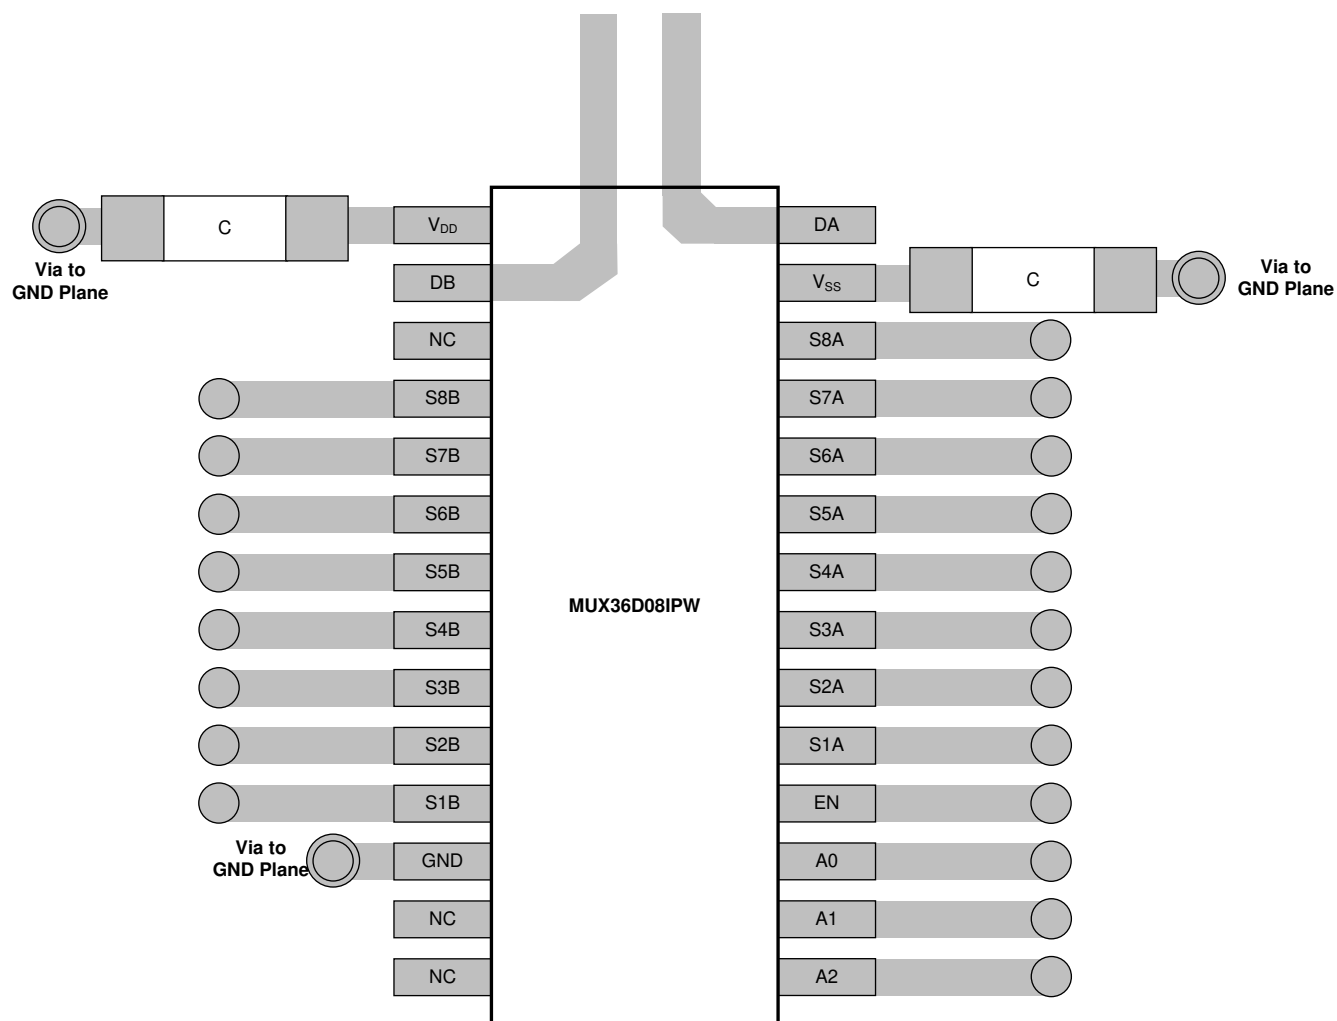 C
V_DD
DA
Via to
GND Plane
DB
V_SS
C
Via to
GND Plane
NC
S8A
S8B
S7A
S7B
S6A
S6B
S5A
S5B
S4A
MUX36D08IPW
S4B
S3A
S3B
S2A
S2B
S1A
S1B
EN
Via to
GND Plane
GND
A0
NC
A1
NC
A2